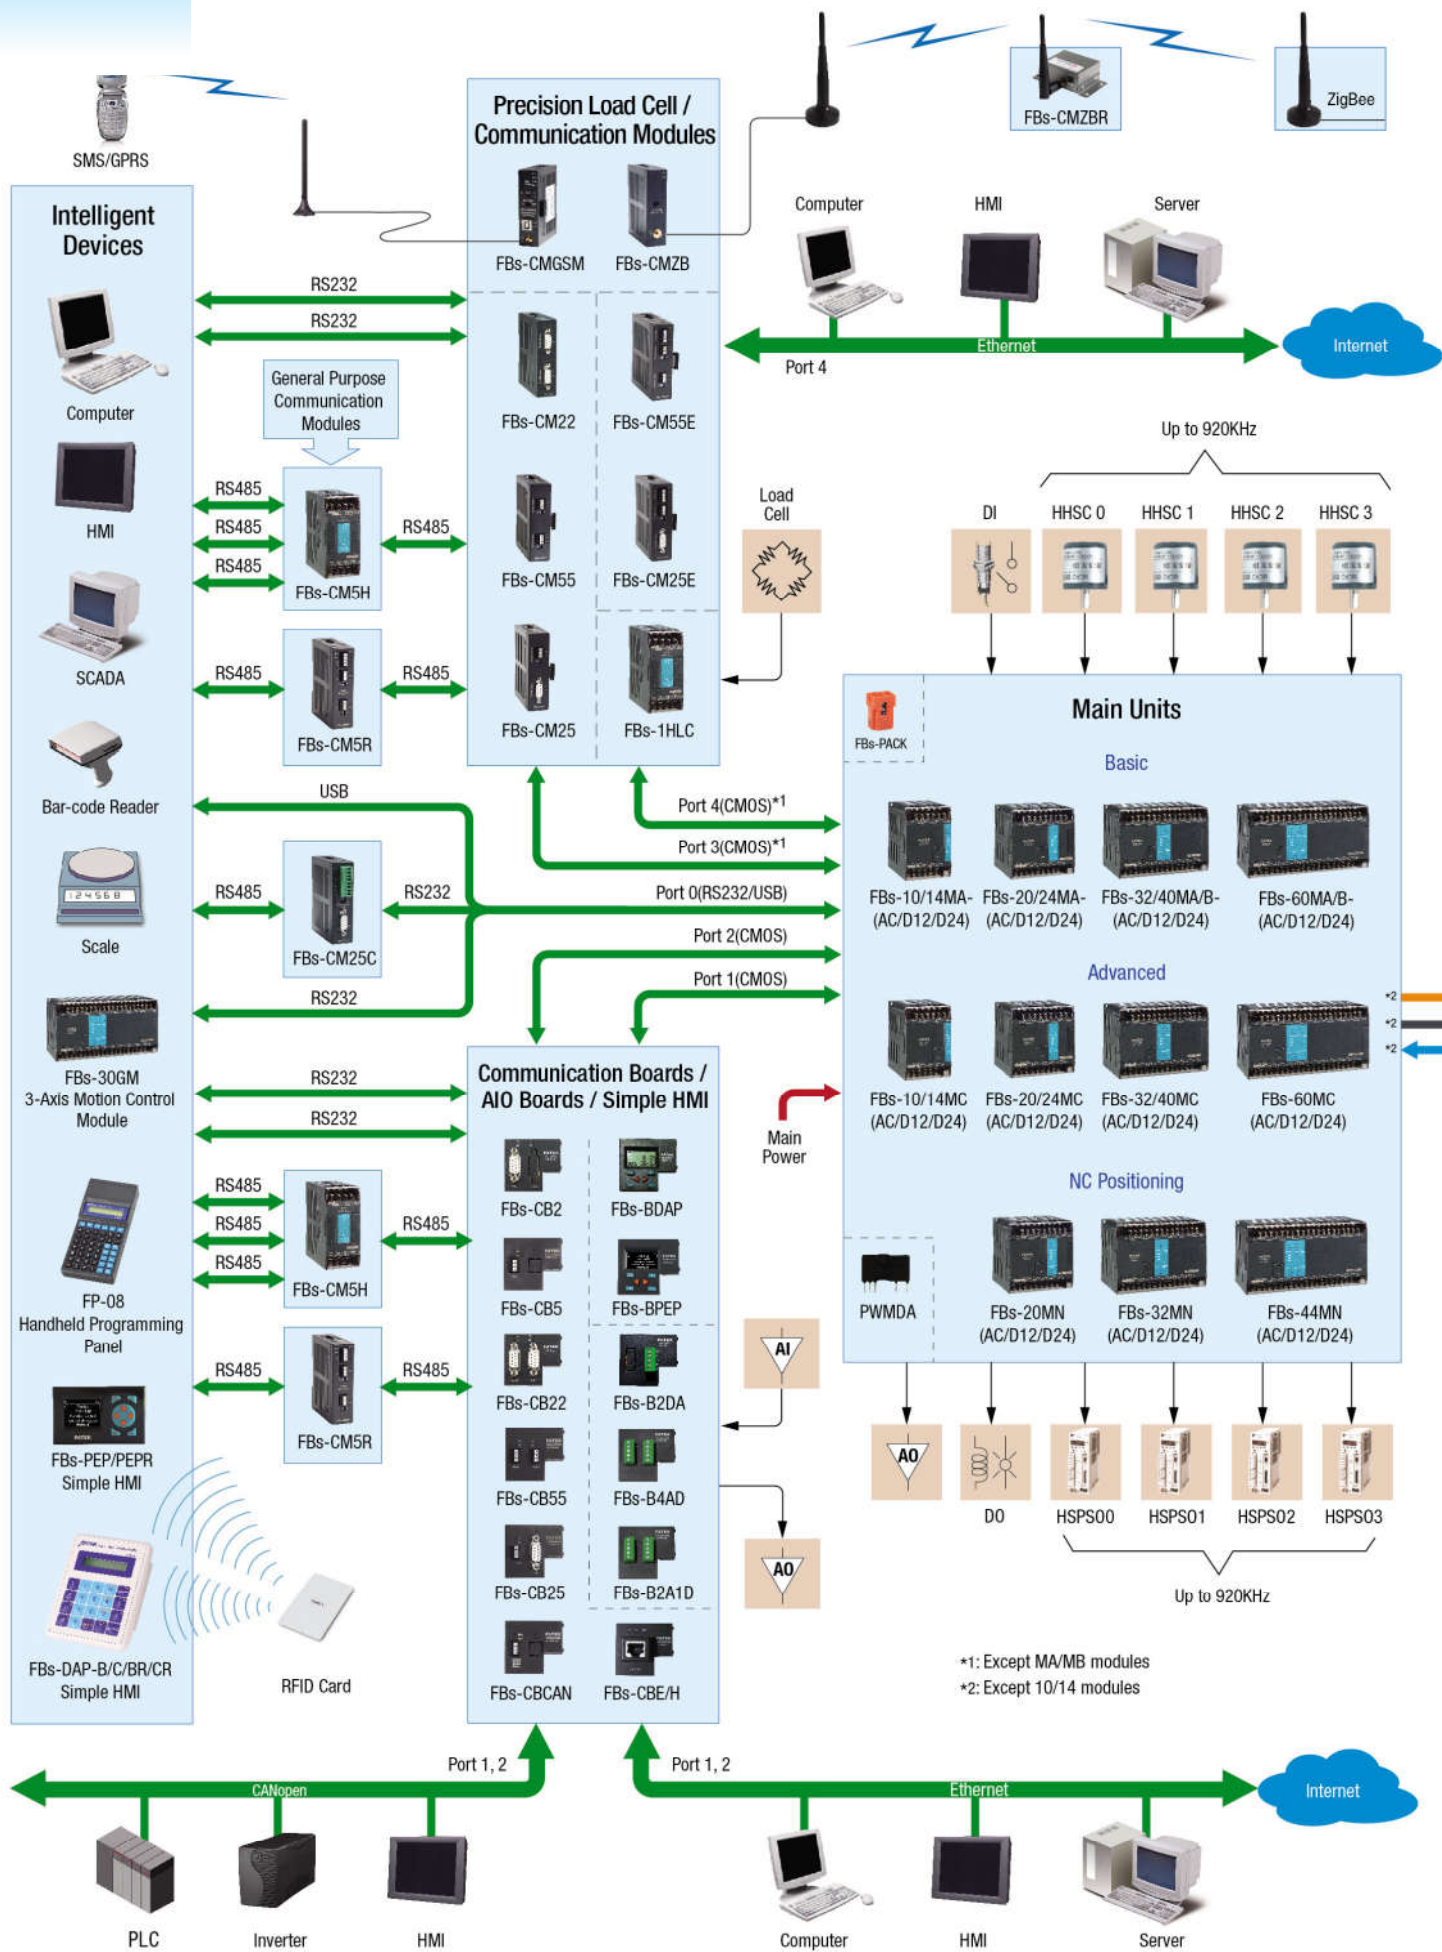 SMS/GPRS
Intelligent
Devices
Computer
HMI
SCADA
Bar-code Reader
Scale
FBs-30GM
3-Axis Motion Control
Module
FP-08
Handheld Programming
Panel
FBs-PEP/PEPR
Simple HMI
FBs-DAP-B/C/BR/CR
Simple HMI
RFID Card
RS232
RS232
General Purpose
Communication
Modules
RS485
RS485
RS485
FBs-CM5H
RS485
RS485
FBs-CM5R
RS485
USB
RS485
FBs-CM25C
RS232
RS232
RS232
RS232
RS485
RS485
RS485
FBs-CM5H
RS485
RS485
FBs-CM5R
RS485
Precision Load Cell /
Communication Modules
FBs-CMGSM
FBs-CMZB
FBs-CM22
FBs-CM55E
FBs-CM55
FBs-CM25E
FBs-CM25
FBs-1HLC
FBs-CMZBR
ZigBee
Computer
HMI
Server
Ethernet
Port 4
Internet
Load
Cell
Up to 920KHz
DI
HHSC 0
HHSC 1
HHSC 2
HHSC 3
Port 4(CMOS)*1
Port 3(CMOS)*1
Port 0(RS232/USB)
Port 2(CMOS)
Port 1(CMOS)
Main
Power
FBs-PACK
Main Units
Basic
FBs-10/14MA-
(AC/D12/D24)
FBs-20/24MA-
(AC/D12/D24)
FBs-32/40MA/B-
(AC/D12/D24)
FBs-60MA/B-
(AC/D12/D24)
Advanced
*2
*2
*2
FBs-10/14MC
(AC/D12/D24)
FBs-20/24MC
(AC/D12/D24)
FBs-32/40MC
(AC/D12/D24)
FBs-60MC
(AC/D12/D24)
NC Positioning
PWMDA
FBs-20MN
(AC/D12/D24)
FBs-32MN
(AC/D12/D24)
FBs-44MN
(AC/D12/D24)
AO
DO
HSPSO0
HSPSO1
HSPSO2
HSPSO3
Up to 920KHz
Communication Boards /
AIO Boards / Simple HMI
FBs-CB2
FBs-BDAP
FBs-CB5
FBs-BPEP
FBs-CB22
FBs-B2DA
FBs-CB55
FBs-B4AD
FBs-CB25
FBs-B2A1D
FBs-CBCAN
FBs-CBE/H
AI
AO
*1: Except MA/MB modules
*2: Except 10/14 modules
Port 1, 2
CANopen
PLC
Inverter
HMI
Port 1, 2
Ethernet
Internet
Computer
HMI
Server